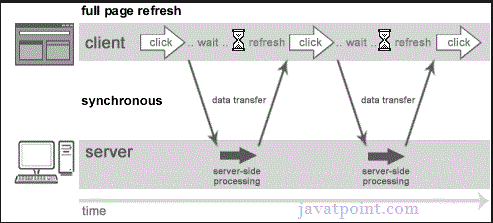 full page refresh
client click .. wait .. refresh click .. wait .. refresh click
synchronous data transfer data transfer
server
server-side processing
server-side processing
time
javatpoint.com